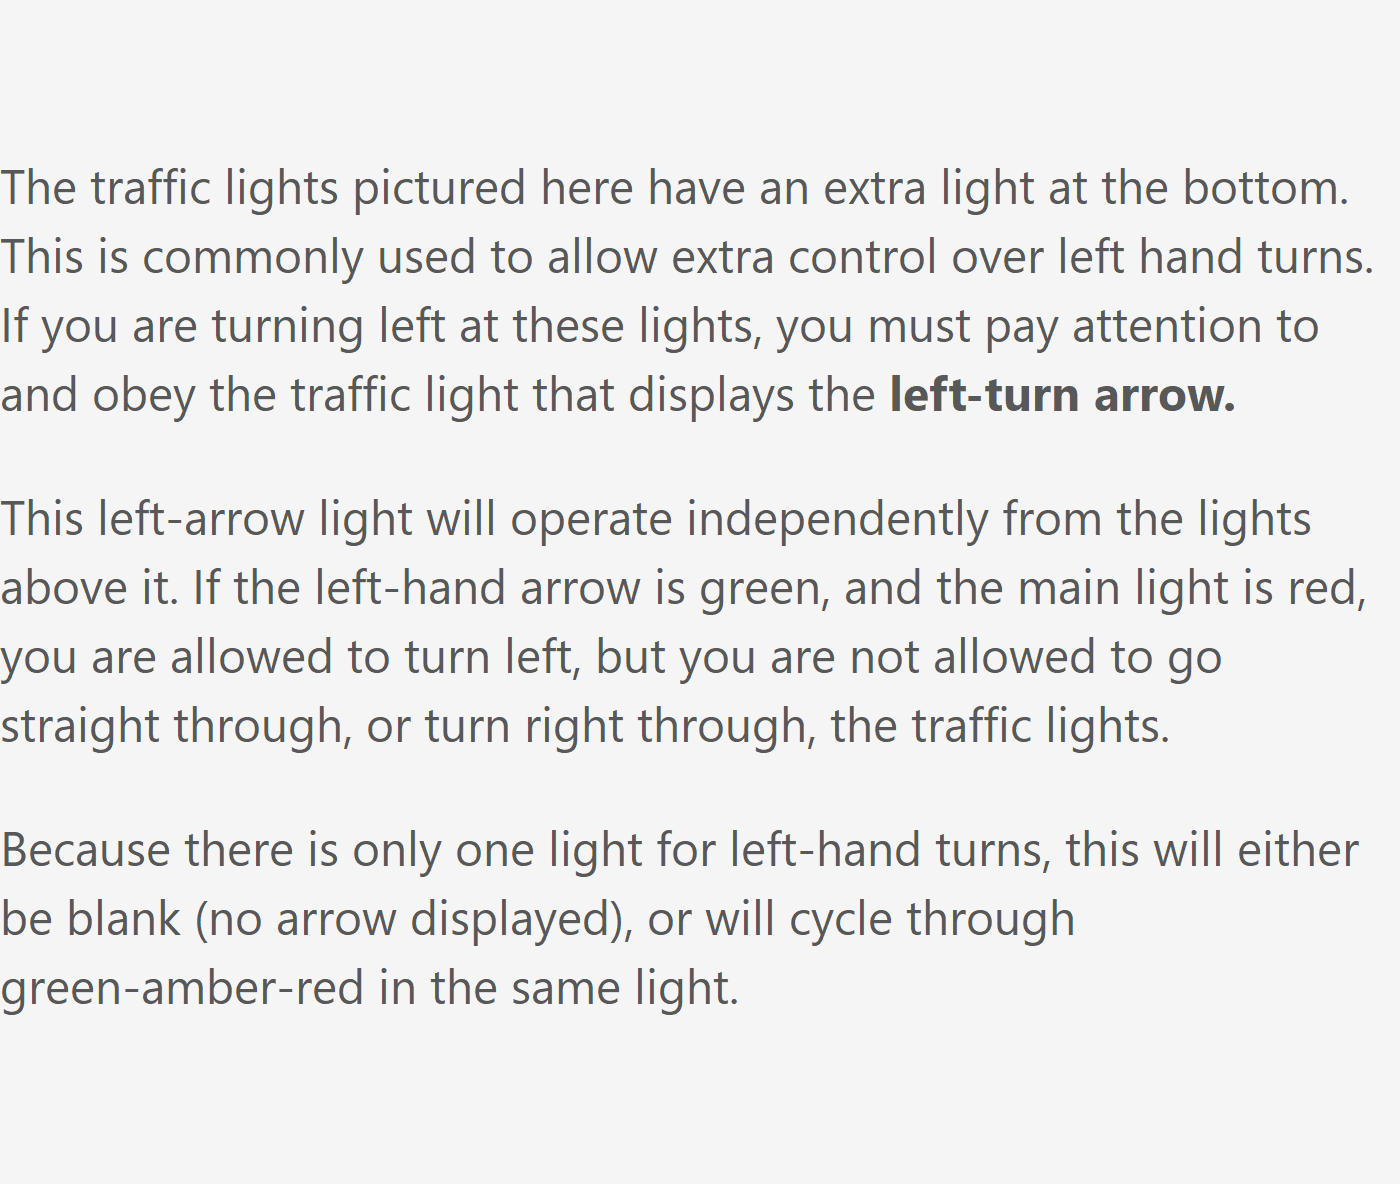 The traffic lights pictured here have an extra light at the bottom.
This is commonly used to allow extra control over left hand turns.
If you are turning left at these lights, you must pay attention to
and obey the traffic light that displays the left-turn arrow.
This left-arrow light will operate independently from the lights
above it. If the left-hand arrow is green, and the main light is red,
you are allowed to turn left, but you are not allowed to go
straight through, or turn right through, the traffic lights.
Because there is only one light for left-hand turns, this will either
be blank (no arrow displayed), or will cycle through
green-amber-red in the same light.